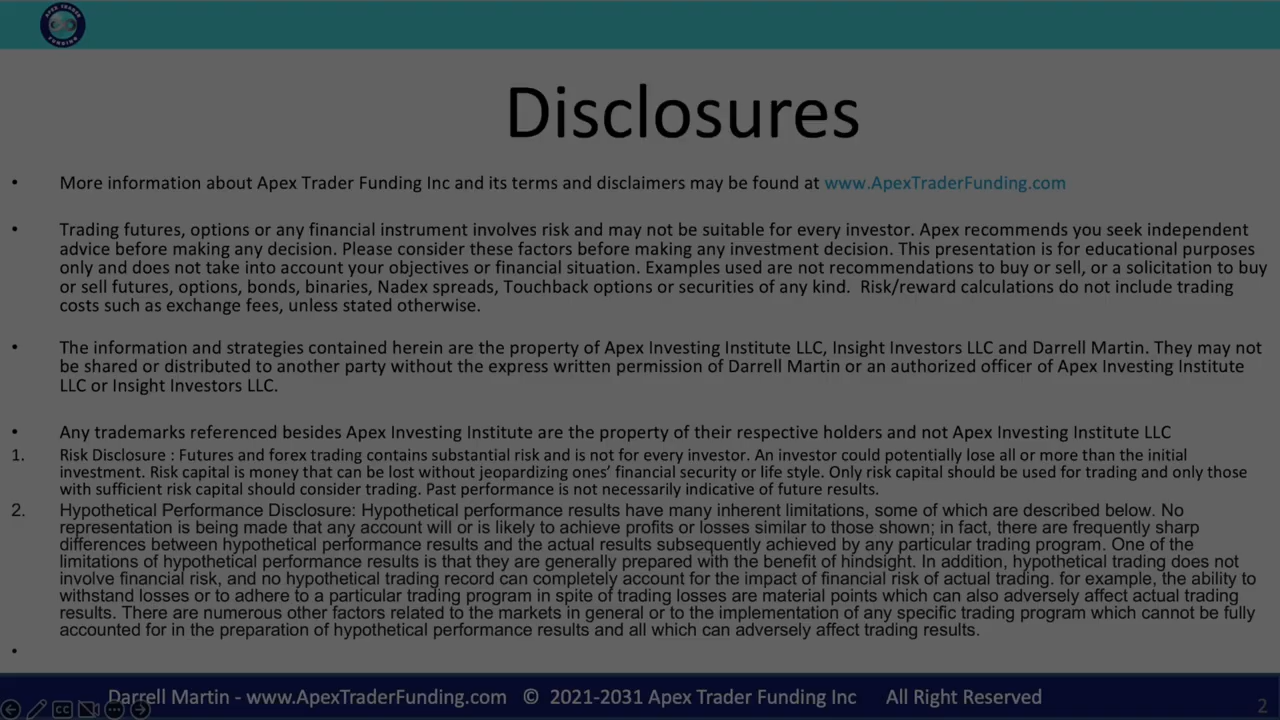 APEX TRADER
FUNDING
Disclosures
• More information about Apex Trader Funding Inc and its terms and disclaimers may be found at www.ApexTraderFunding.com
• Trading futures, options or any financial instrument involves risk and may not be suitable for every investor. Apex recommends you seek independent
advice before making any decision. Please consider these factors before making any investment decision. This presentation is for educational purposes
only and does not take into account your objectives or financial situation. Examples used are not recommendations to buy or sell, or a solicitation to buy
or sell futures, options, bonds, binaries, Nadex spreads, Touchback options or securities of any kind. Risk/reward calculations do not include trading
costs such as exchange fees, unless stated otherwise.
• The information and strategies contained herein are the property of Apex Investing Institute LLC, Insight Investors LLC and Darrell Martin. They may not
be shared or distributed to another party without the express written permission of Darrell Martin or an authorized officer of Apex Investing Institute
LLC or Insight Investors LLC.
• Any trademarks referenced besides Apex Investing Institute are the property of their respective holders and not Apex Investing Institute LLC
1. Risk Disclosure : Futures and forex trading contains substantial risk and is not for every investor. An investor could potentially lose all or more than the initial
investment. Risk capital is money that can be lost without jeopardizing ones’ financial security or life style. Only risk capital should be used for trading and only those
with sufficient risk capital should consider trading. Past performance is not necessarily indicative of future results.
2. Hypothetical Performance Disclosure: Hypothetical performance results have many inherent limitations, some of which are described below. No
representation is being made that any account will or is likely to achieve profits or losses similar to those shown; in fact, there are frequently sharp
differences between hypothetical performance results and the actual results subsequently achieved by any particular trading program. One of the
limitations of hypothetical performance results is that they are generally prepared with the benefit of hindsight. In addition, hypothetical trading does not
involve financial risk, and no hypothetical trading record can completely account for the impact of financial risk of actual trading. for example, the ability to
withstand losses or to adhere to a particular trading program in spite of trading losses are material points which can also adversely affect actual trading
results. There are numerous other factors related to the markets in general or to the implementation of any specific trading program which cannot be fully
accounted for in the preparation of hypothetical performance results and all which can adversely affect trading results.
•
Darrell Martin - www.ApexTraderFunding.com © 2021-2031 Apex Trader Funding Inc All Right Reserved
CC
2